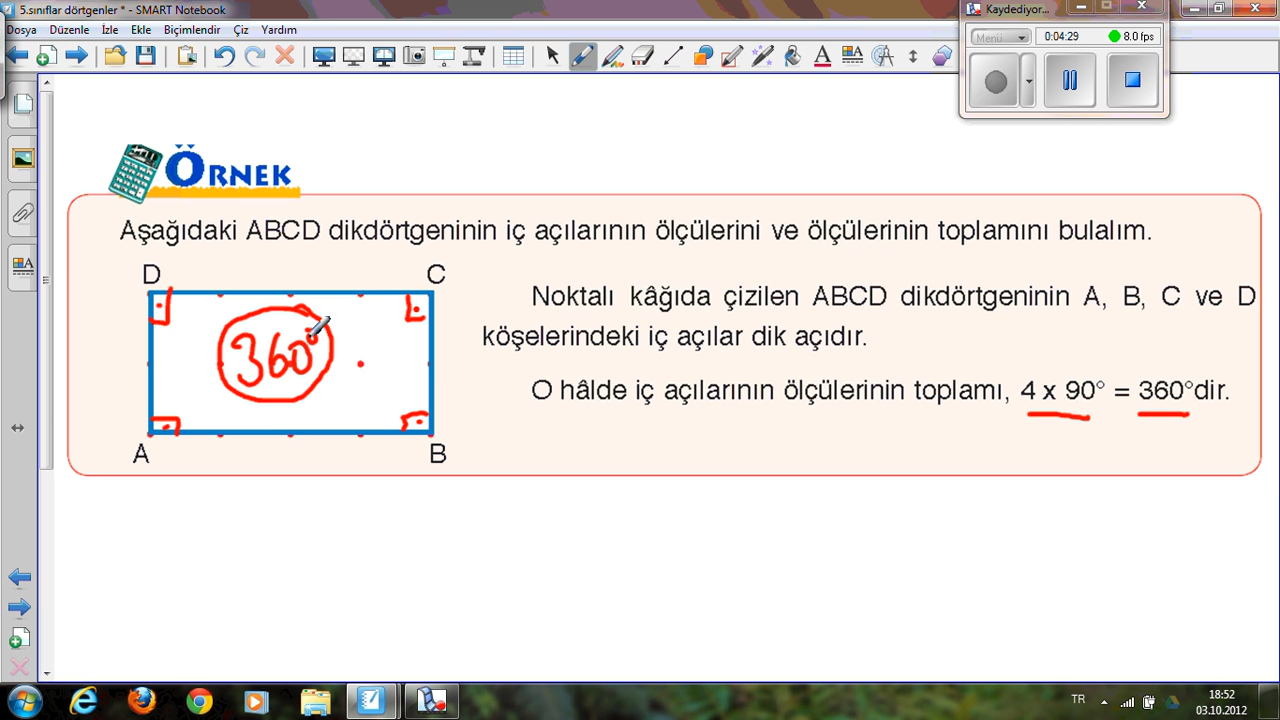 5.sınıflar dörtgenler * - SMART Notebook
Kaydediyor...
Dosya Düzenle İzle Ekle Biçimlendir Çiz Yardım
Menü 0:04:29 8.0 fps
ÖRNEK
Aşağıdaki ABCD dikdörtgeninin iç açılarının ölçülerini ve ölçülerinin toplamını bulalım.
D C
360°
A B
Noktalı kâğıda çizilen ABCD dikdörtgeninin A, B, C ve D
köşelerindeki iç açılar dik açıdır.
O hâlde iç açılarının ölçülerinin toplamı, 4 x 90° = 360°dir.
TR 18:52
03.10.2012